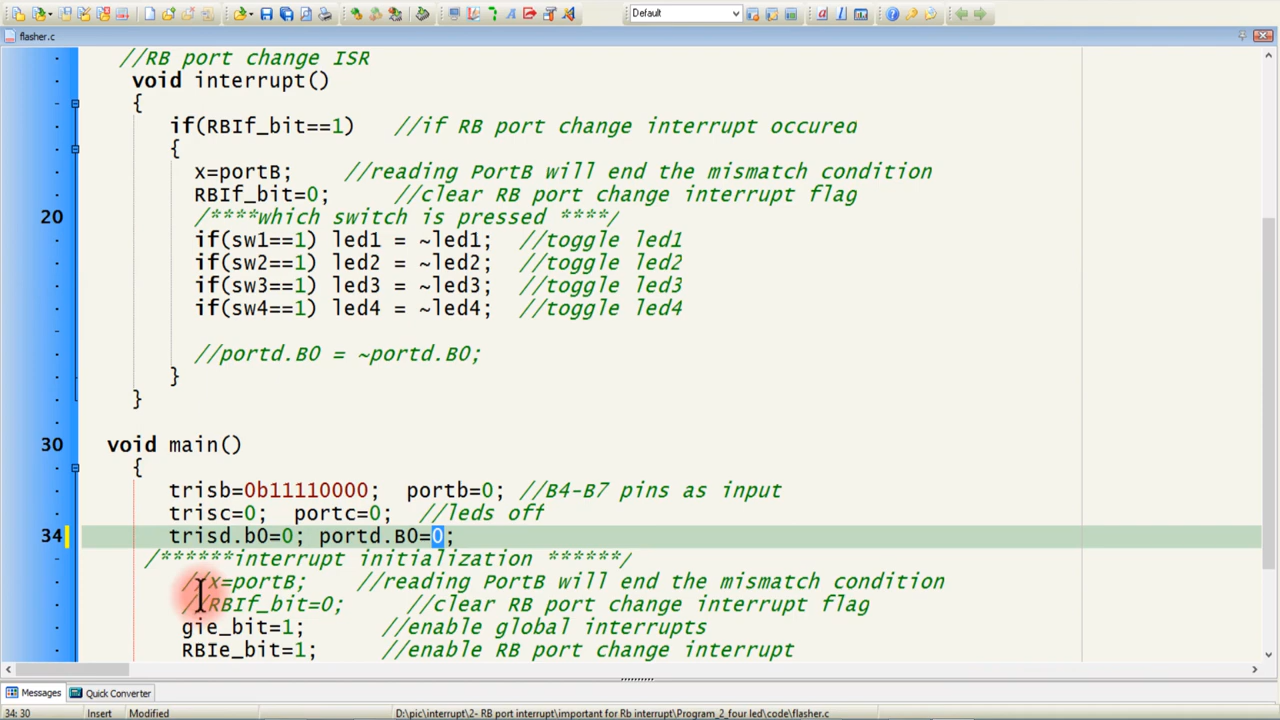 Default
flasher.c
//RB port change ISR
void interrupt()
{
if(RBIf_bit==1) //if RB port change interrupt occured
{
x=portB; //reading PortB will end the mismatch condition
RBIf_bit=0; //clear RB port change interrupt flag
20 /****which switch is pressed ****/
if(sw1==1) led1 = ~led1; //toggle led1
if(sw2==1) led2 = ~led2; //toggle led2
if(sw3==1) led3 = ~led3; //toggle led3
if(sw4==1) led4 = ~led4; //toggle led4
//portd.B0 = ~portd.B0;
}
}
30 void main()
{
trisb=0b11110000; portb=0; //B4-B7 pins as input
trisc=0; portc=0; //leds off
34 trisd.b0=0; portd.B0=0;
/******interrupt initialization ******/
//x=portB; //reading PortB will end the mismatch condition
//RBIf_bit=0; //clear RB port change interrupt flag
gie_bit=1; //enable global interrupts
RBIe_bit=1; //enable RB port change interrupt
Messages Quick Converter
34: 30 Insert Modified D:\pic\interrupt\2- RB port interrupt\important for Rb interrupt\Program_2_four led\code\flasher.c